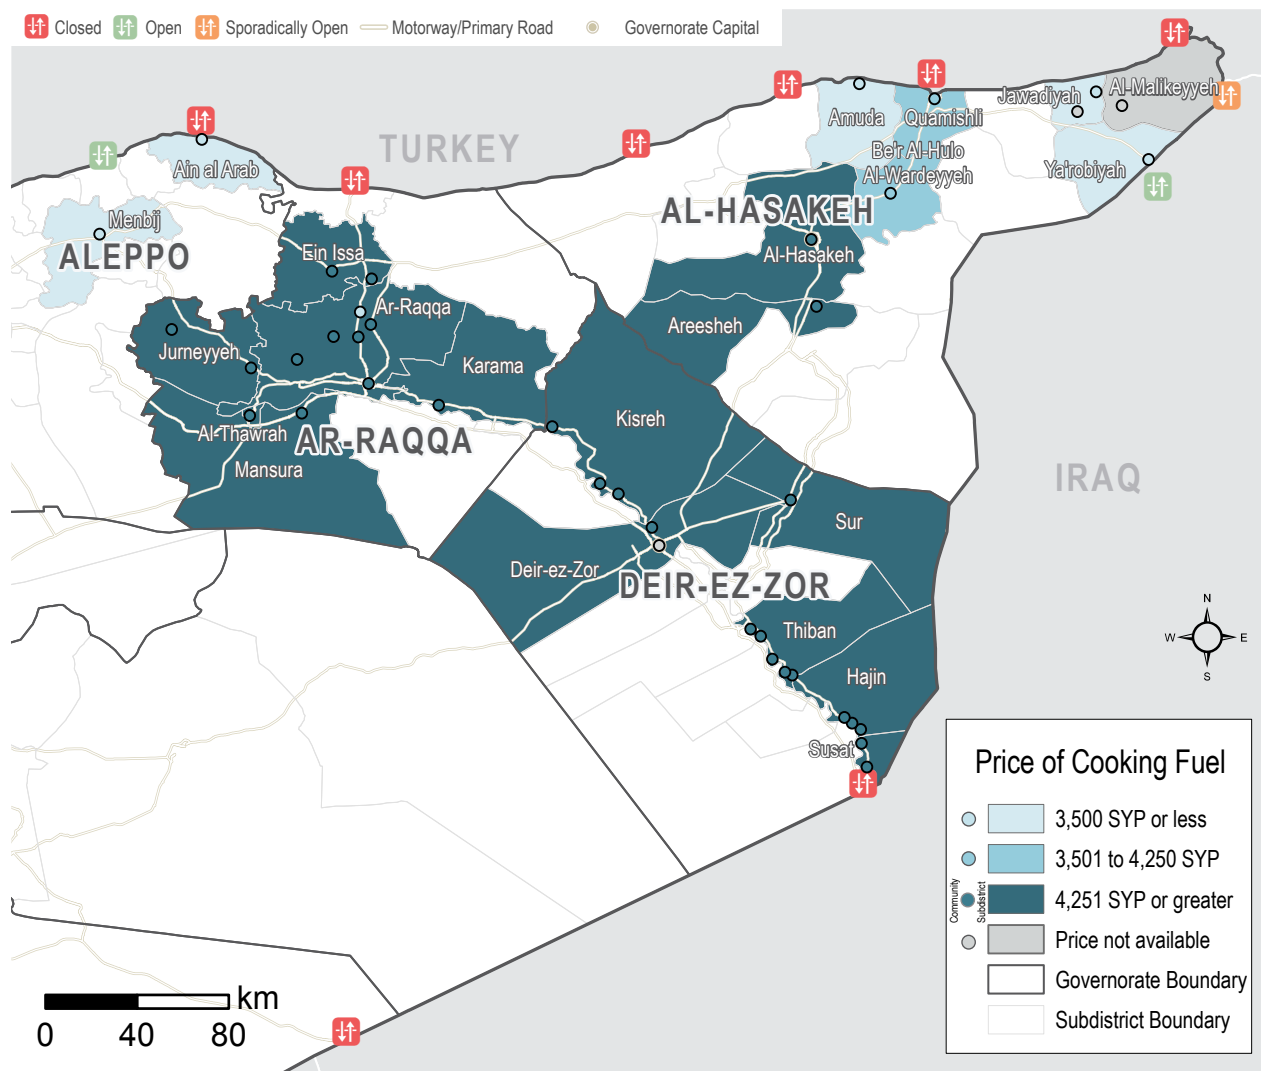 Closed
Open
Sporadically Open
Motorway/Primary Road
Governorate Capital
TURKEY
Al-Malikeyyeh
Jawadiyah
Amuda
Quamishli
Be'r Al-Hulo
Al-Wardeyyeh
Ya'robiyah
Ain al Arab
Menbij
ALEPPO
AL-HASAKEH
Al-Hasakeh
Ein Issa
Ar-Raqqa
Areesheh
Jurneyyeh
Karama
Kisreh
Al-Thawrah
AR-RAQQA
Mansura
IRAQ
Sur
Deir-ez-Zor
DEIR-EZ-ZOR
Thiban
Hajin
Susat
N
W
E
S
Price of Cooking Fuel
3,500 SYP or less
3,501 to 4,250 SYP
4,251 SYP or greater
Price not available
Governorate Boundary
Subdistrict Boundary
Community
Subdistrict
km
0
40
80